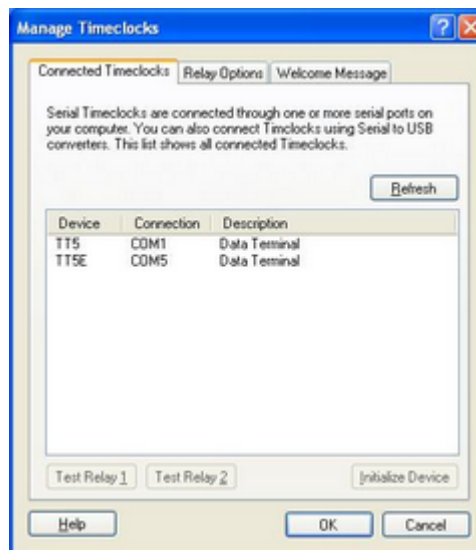 Manage Timeclocks
Connected Timeclocks Relay Options Welcome Message
Serial Timeclocks are connected through one or more serial ports on
your computer. You can also connect Timclocks using Serial to USB
converters. This list shows all connected Timeclocks.
Refresh
Device Connection Description
TT5 COM1 Data Terminal
TT5E COM5 Data Terminal
Test Relay 1 Test Relay 2 Initialize Device
Help OK Cancel